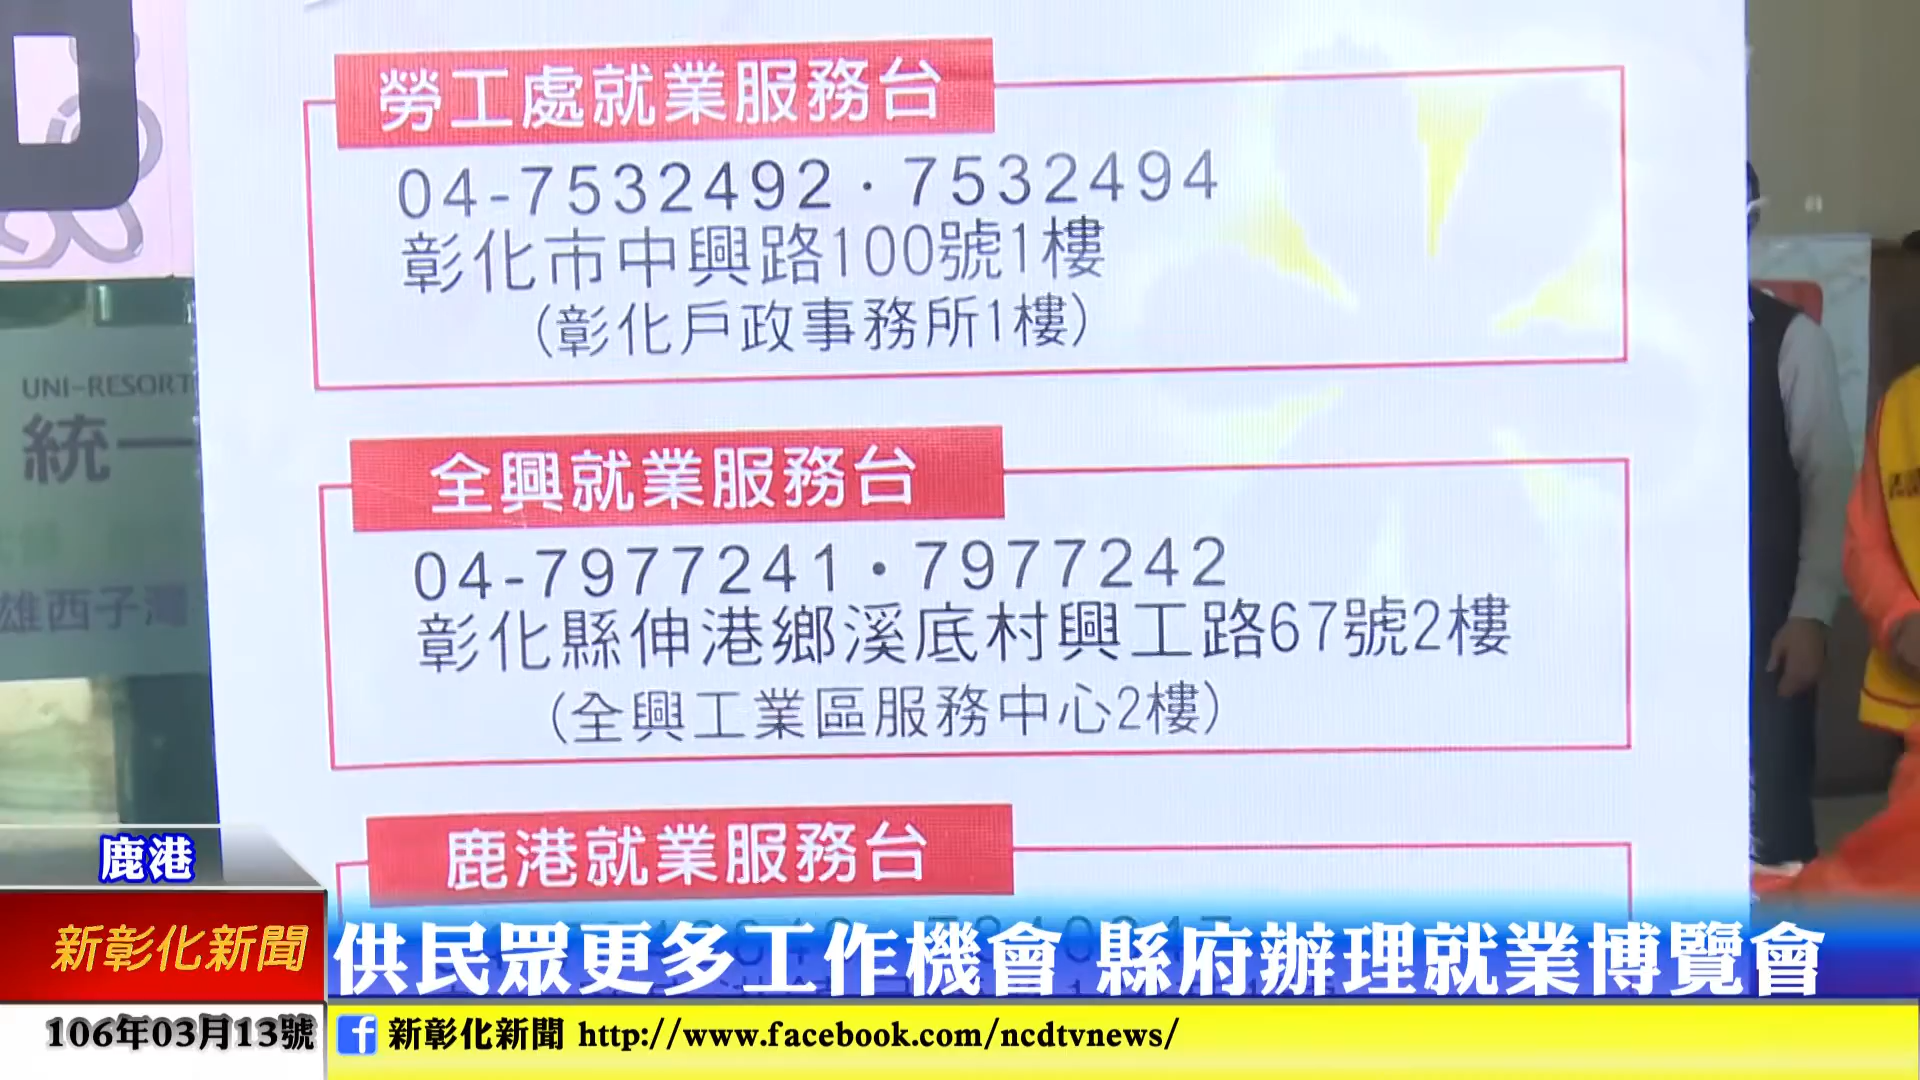 勞工處就業服務台
04-7532492・7532494
彰化市中興路100號1樓
(彰化戶政事務所1樓)
UNI-RESORT
統一
雄西子灣
全興就業服務台
04-7977241・7977242
彰化縣伸港鄉溪底村興工路67號2樓
(全興工業區服務中心2樓)
鹿港就業服務台
鹿港
新彰化新聞
供民眾更多工作機會 縣府辦理就業博覽會
106年03月13號
新彰化新聞 http://www.facebook.com/ncdtvnews/